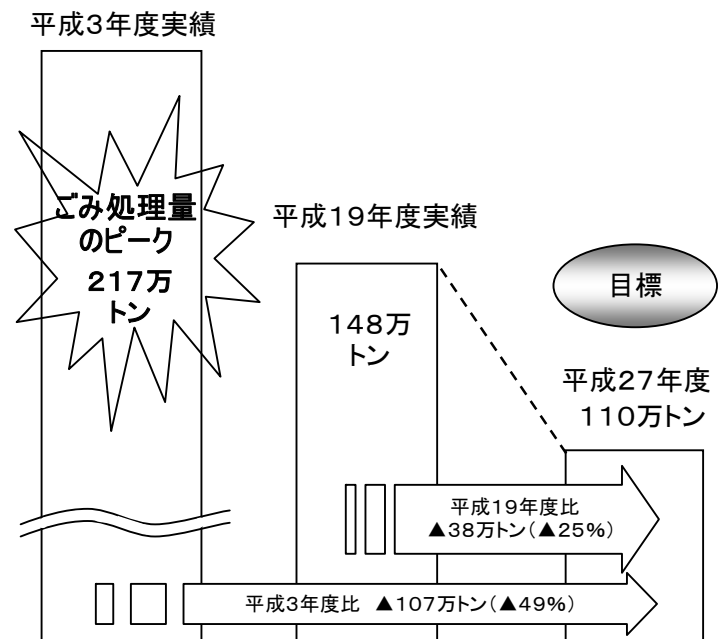 平成3年度実績
ごみ処理量
のピーク
217万
トン
平成19年度実績
148万
トン
目標
平成27年度
110万トン
平成19年度比
▲38万トン(▲25%)
平成3年度比 ▲107万トン(▲49%)